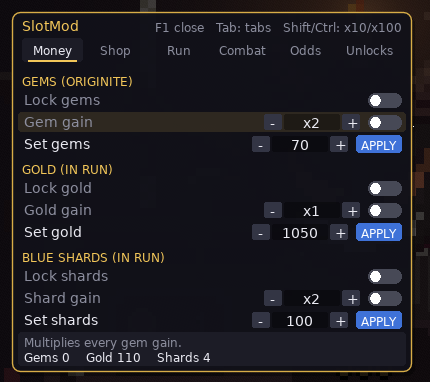 SlotMod F1 close Tab: tabs Shift/Ctrl: x10/x100
Money Shop Run Combat Odds Unlocks
GEMS (ORIGINITE)
Lock gems
Gem gain - x2 +
Set gems - 70 + APPLY
GOLD (IN RUN)
Lock gold
Gold gain - x1 +
Set gold - 1050 + APPLY
BLUE SHARDS (IN RUN)
Lock shards
Shard gain - x2 +
Set shards - 100 + APPLY
Multiplies every gem gain.
Gems 0 Gold 110 Shards 4